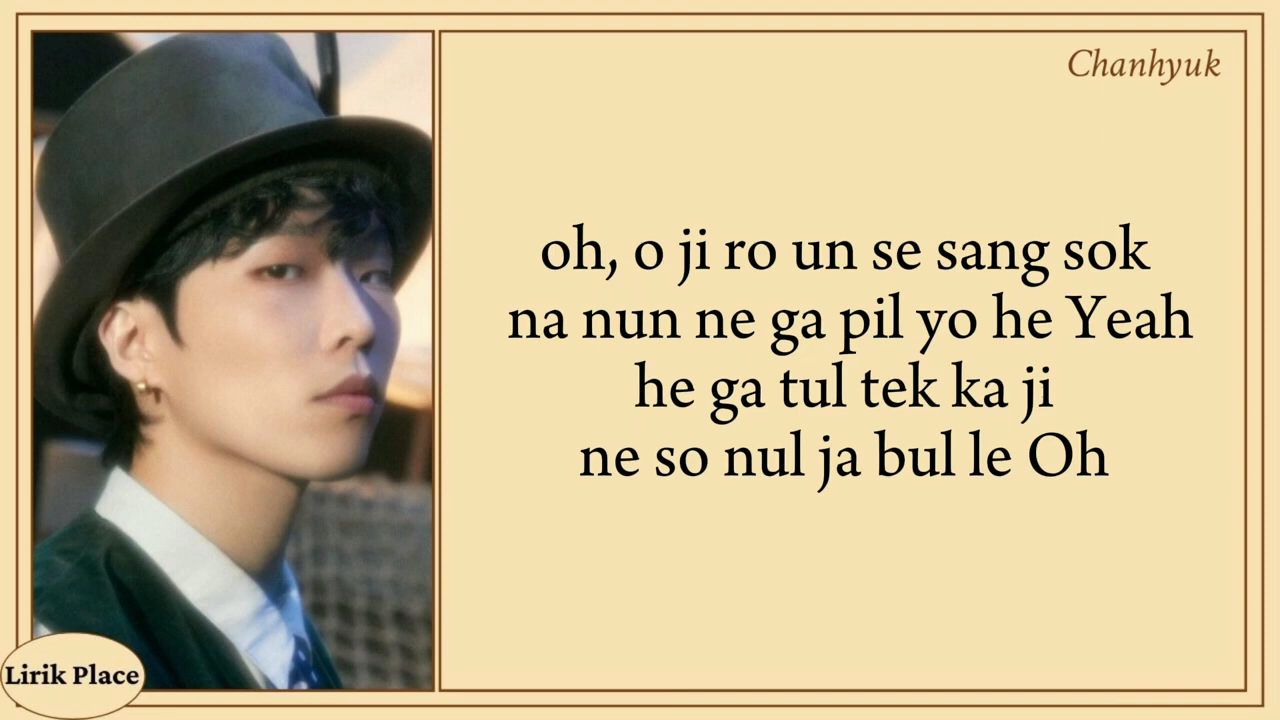 Chanhyuk
oh, o ji ro un se sang sok
na nun ne ga pil yo he Yeah
he ga tul tek ka ji
ne so nul ja bul le Oh
Lirik Place